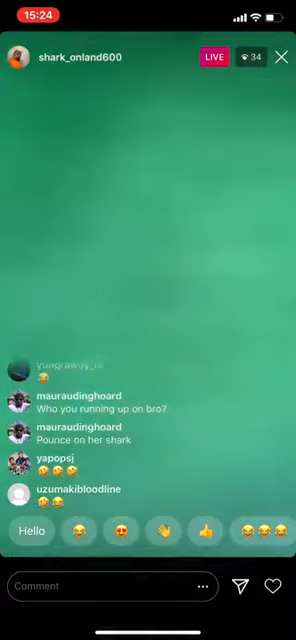 15:24
shark_onland600
LIVE
34
yungrawdy_rs
mauraudinghoard
Who you running up on bro?
mauraudinghoard
Pounce on her shark
yapopsj
🤣🤣🤣
uzumakibloodline
🤣😂
Hello
Comment